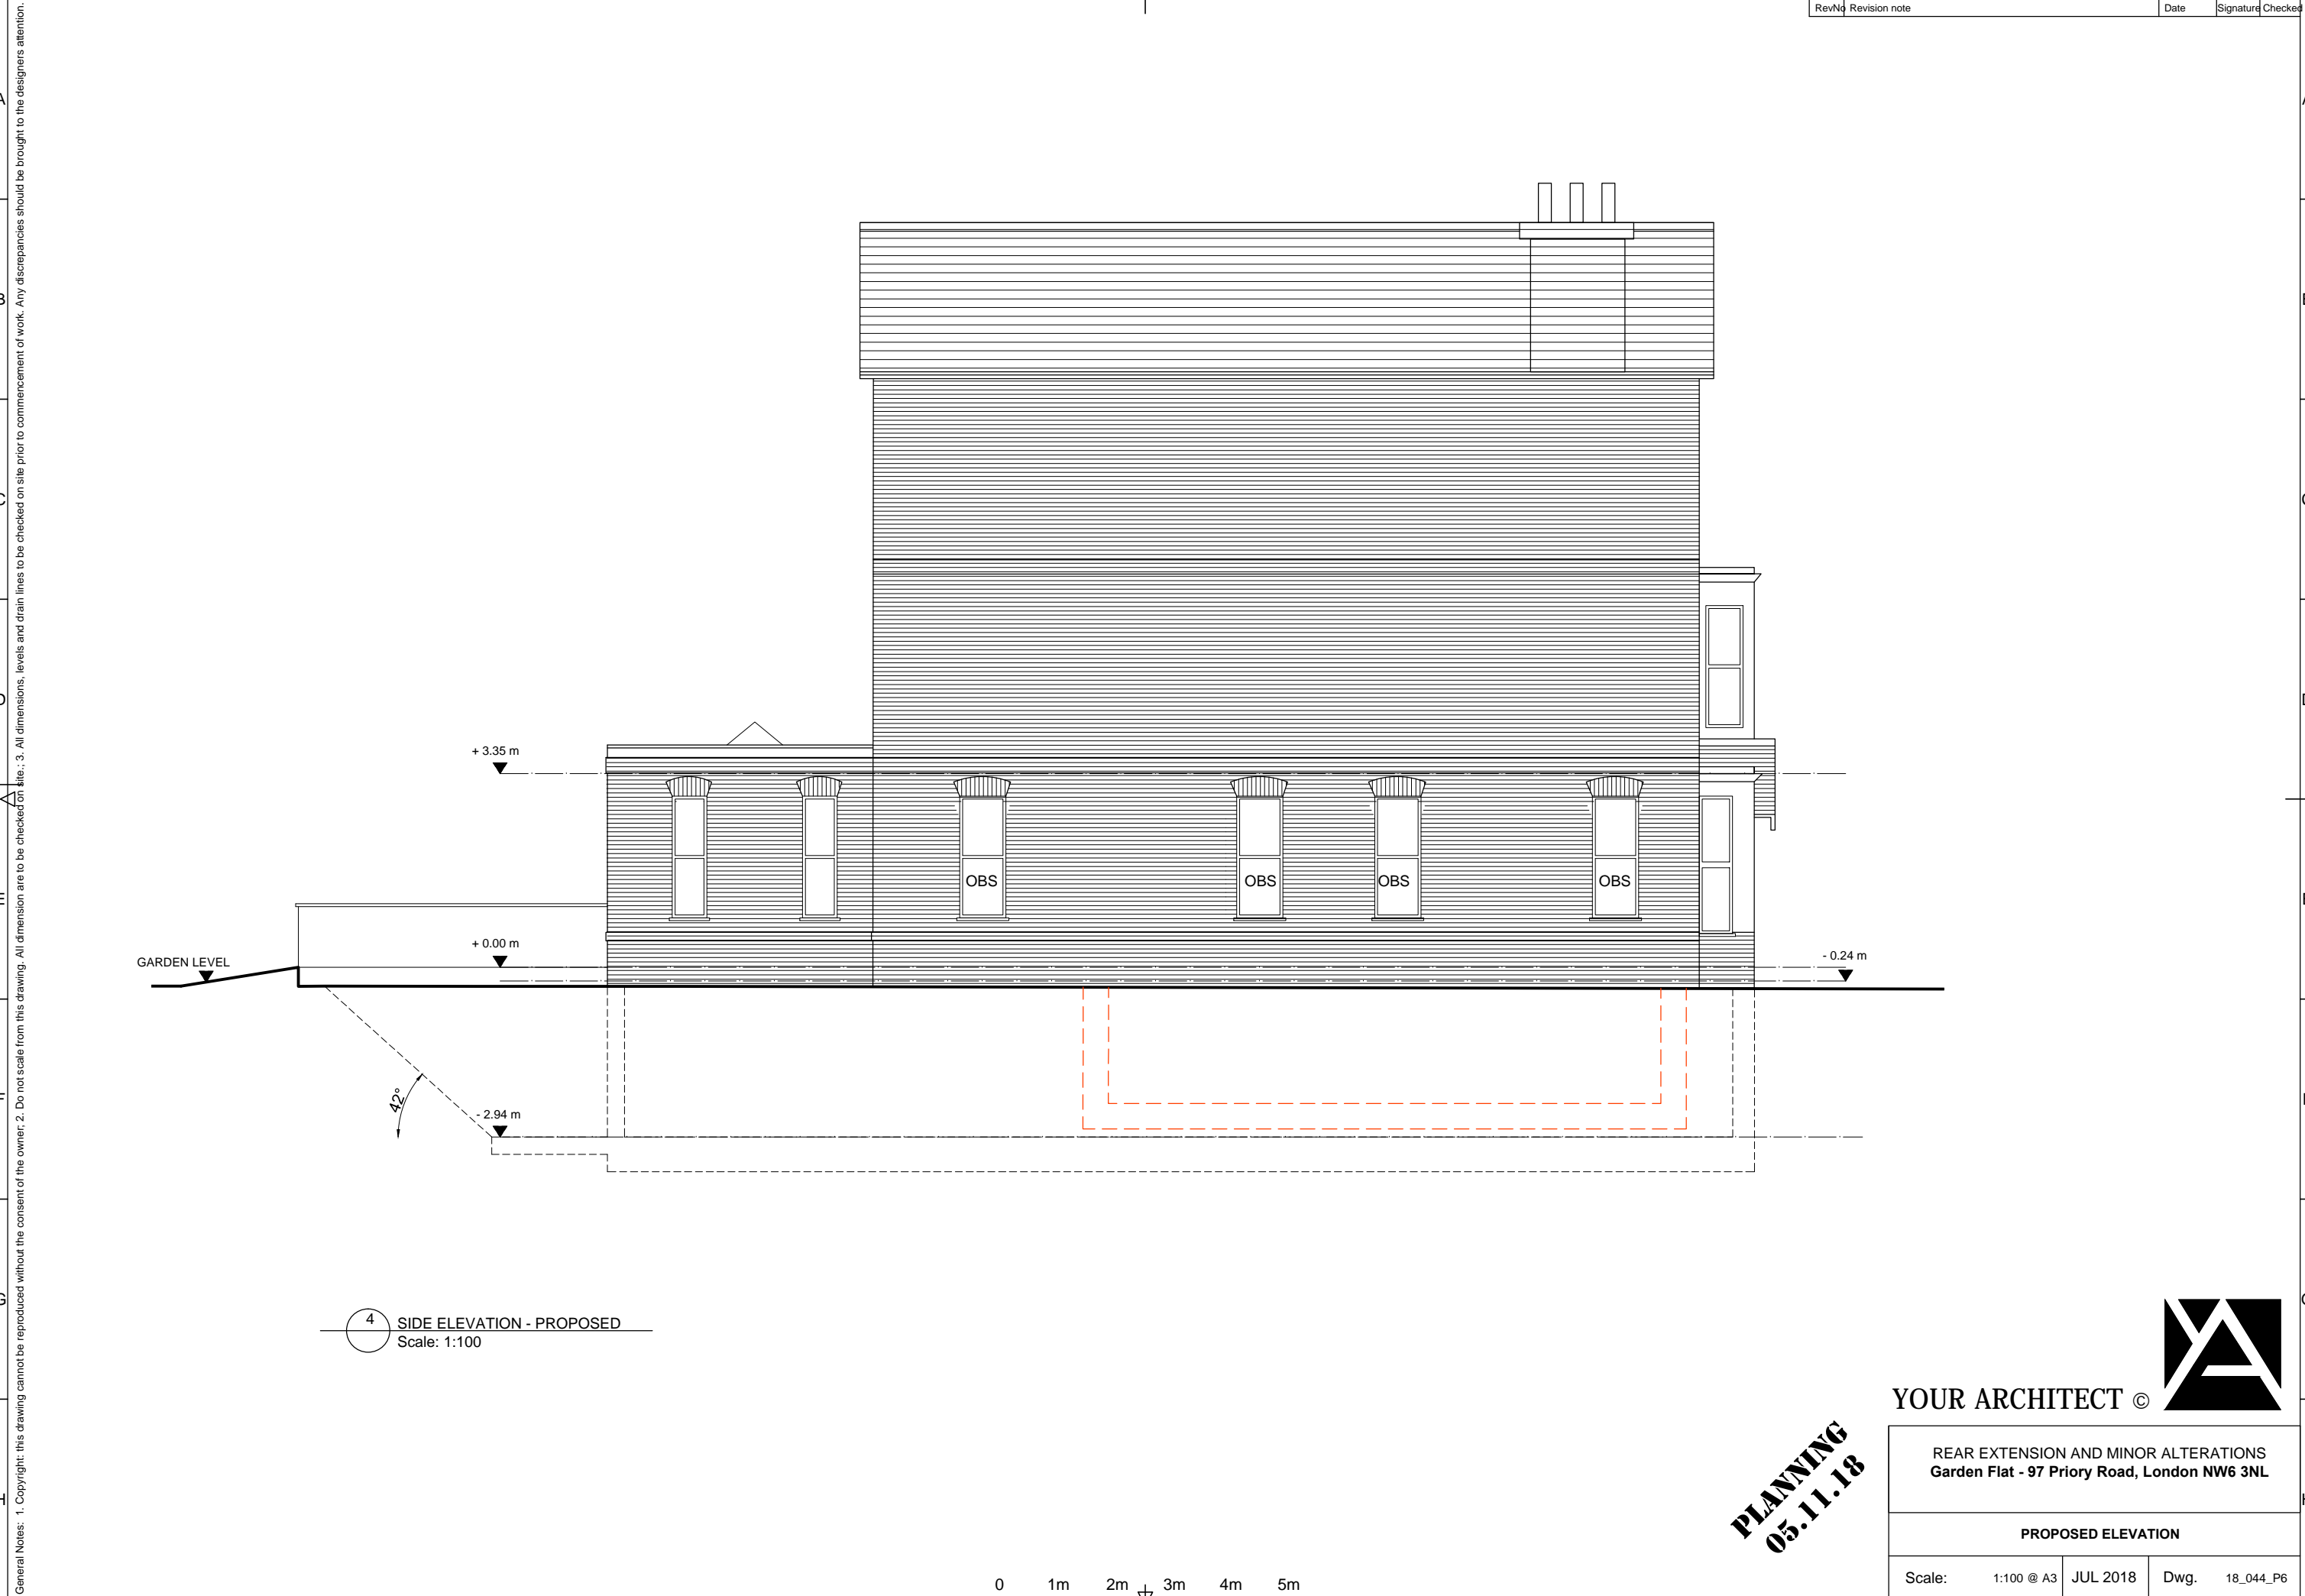 RevNo Revision note Date Signature Checked
General Notes: 1. Copyright: this drawing cannot be reproduced without the consent of the owner; 2. Do not scale from this drawing. All dimension are to be checked on site.; 3. All dimensions, levels and drain lines to be checked on site prior to commencement of work. Any discrepancies should be brought to the designers attention.
A
B
C
D
E
F
G
H
+ 3.35 m
OBS OBS OBS OBS
+ 0.00 m
GARDEN LEVEL
- 0.24 m
42°
- 2.94 m
4 SIDE ELEVATION - PROPOSED
Scale: 1:100
YOUR ARCHITECT ©
PLANNING
05.11.18
REAR EXTENSION AND MINOR ALTERATIONS
Garden Flat - 97 Priory Road, London NW6 3NL
PROPOSED ELEVATION
Scale: 1:100 @ A3 JUL 2018 Dwg. 18_044_P6
0 1m 2m 3m 4m 5m